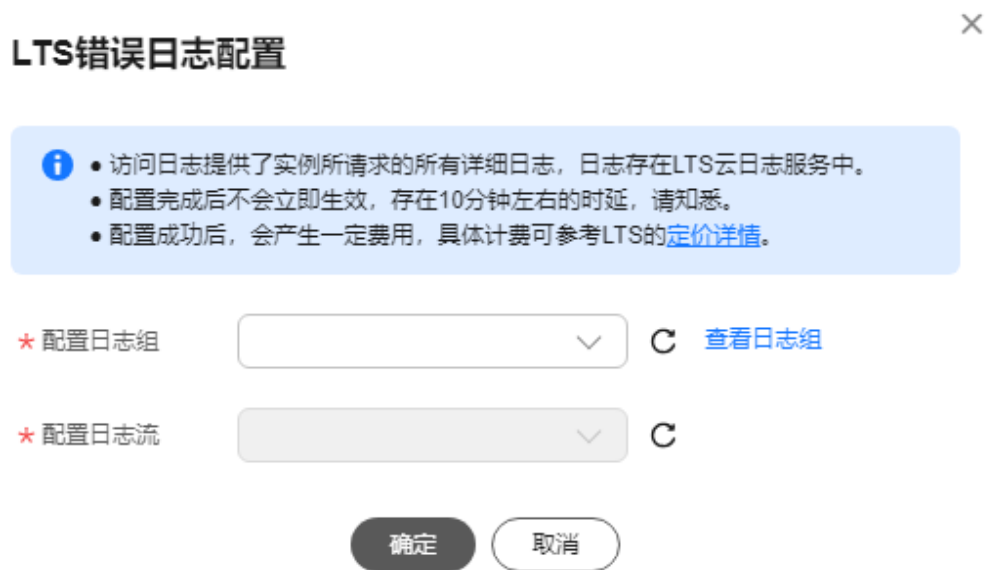 LTS错误日志配置
● 访问日志提供了实例所请求的所有详细日志，日志存在LTS云日志服务中。
● 配置完成后不会立即生效，存在10分钟左右的时延，请知悉。
● 配置成功后，会产生一定费用，具体计费可参考LTS的定价详情。
* 配置日志组 查看日志组
* 配置日志流
确定 取消